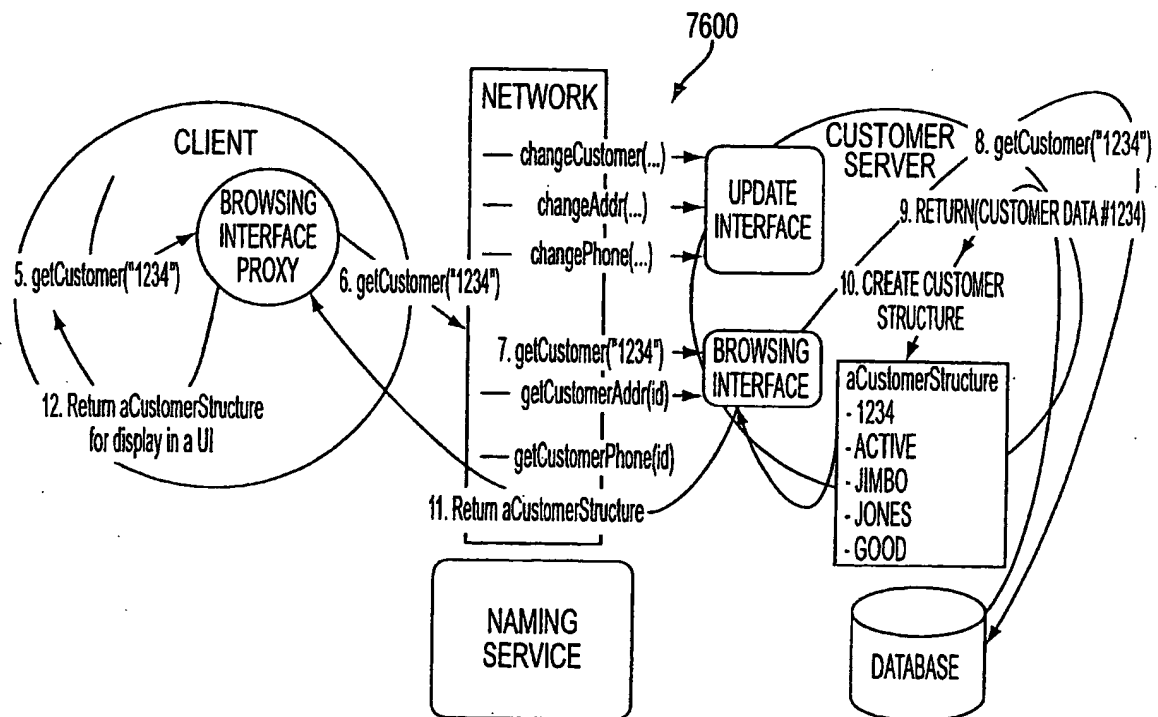 7600
NETWORK
CLIENT
CUSTOMER
SERVER
8. getCustomer("1234")
changeCustomer(...)
UPDATE
INTERFACE
changeAddr(...)
changePhone(...)
9. RETURN(CUSTOMER DATA #1234)
BROWSING
INTERFACE
PROXY
5. getCustomer("1234")
6. getCustomer("1234")
10. CREATE CUSTOMER
STRUCTURE
7. getCustomer("1234")
BROWSING
INTERFACE
getCustomerAddr(id)
aCustomerStructure
- 1234
- ACTIVE
- JIMBO
- JONES
- GOOD
12. Return aCustomerStructure
for display in a UI
getCustomerPhone(id)
11. Return aCustomerStructure
NAMING
SERVICE
DATABASE